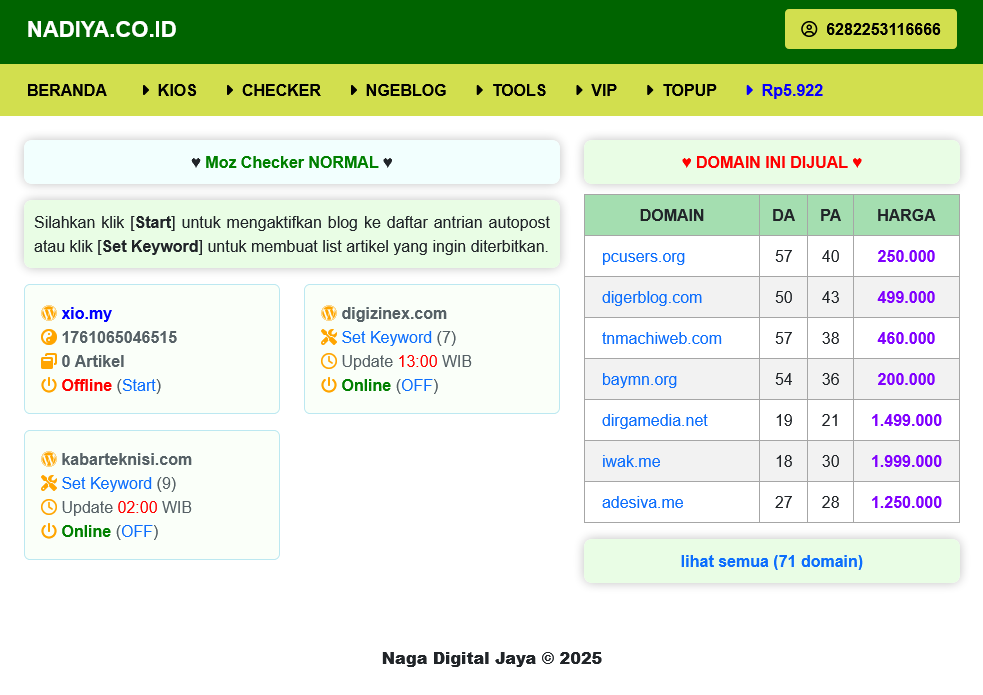 NADIYA.CO.ID
6282253116666
BERANDA KIOS CHECKER NGEBLOG TOOLS VIP TOPUP Rp5.922
♥ Moz Checker NORMAL ♥
Silahkan klik [Start] untuk mengaktifkan blog ke daftar antrian autopost
atau klik [Set Keyword] untuk membuat list artikel yang ingin diterbitkan.
xio.my
1761065046515
0 Artikel
Offline (Start)
digizinex.com
Set Keyword (7)
Update 13:00 WIB
Online (OFF)
kabarteknisi.com
Set Keyword (9)
Update 02:00 WIB
Online (OFF)
♥ DOMAIN INI DIJUAL ♥
DOMAIN DA PA HARGA
pcusers.org 57 40 250.000
digerblog.com 50 43 499.000
tnmachiweb.com 57 38 460.000
baymn.org 54 36 200.000
dirgamedia.net 19 21 1.499.000
iwak.me 18 30 1.999.000
adesiva.me 27 28 1.250.000
lihat semua (71 domain)
Naga Digital Jaya © 2025